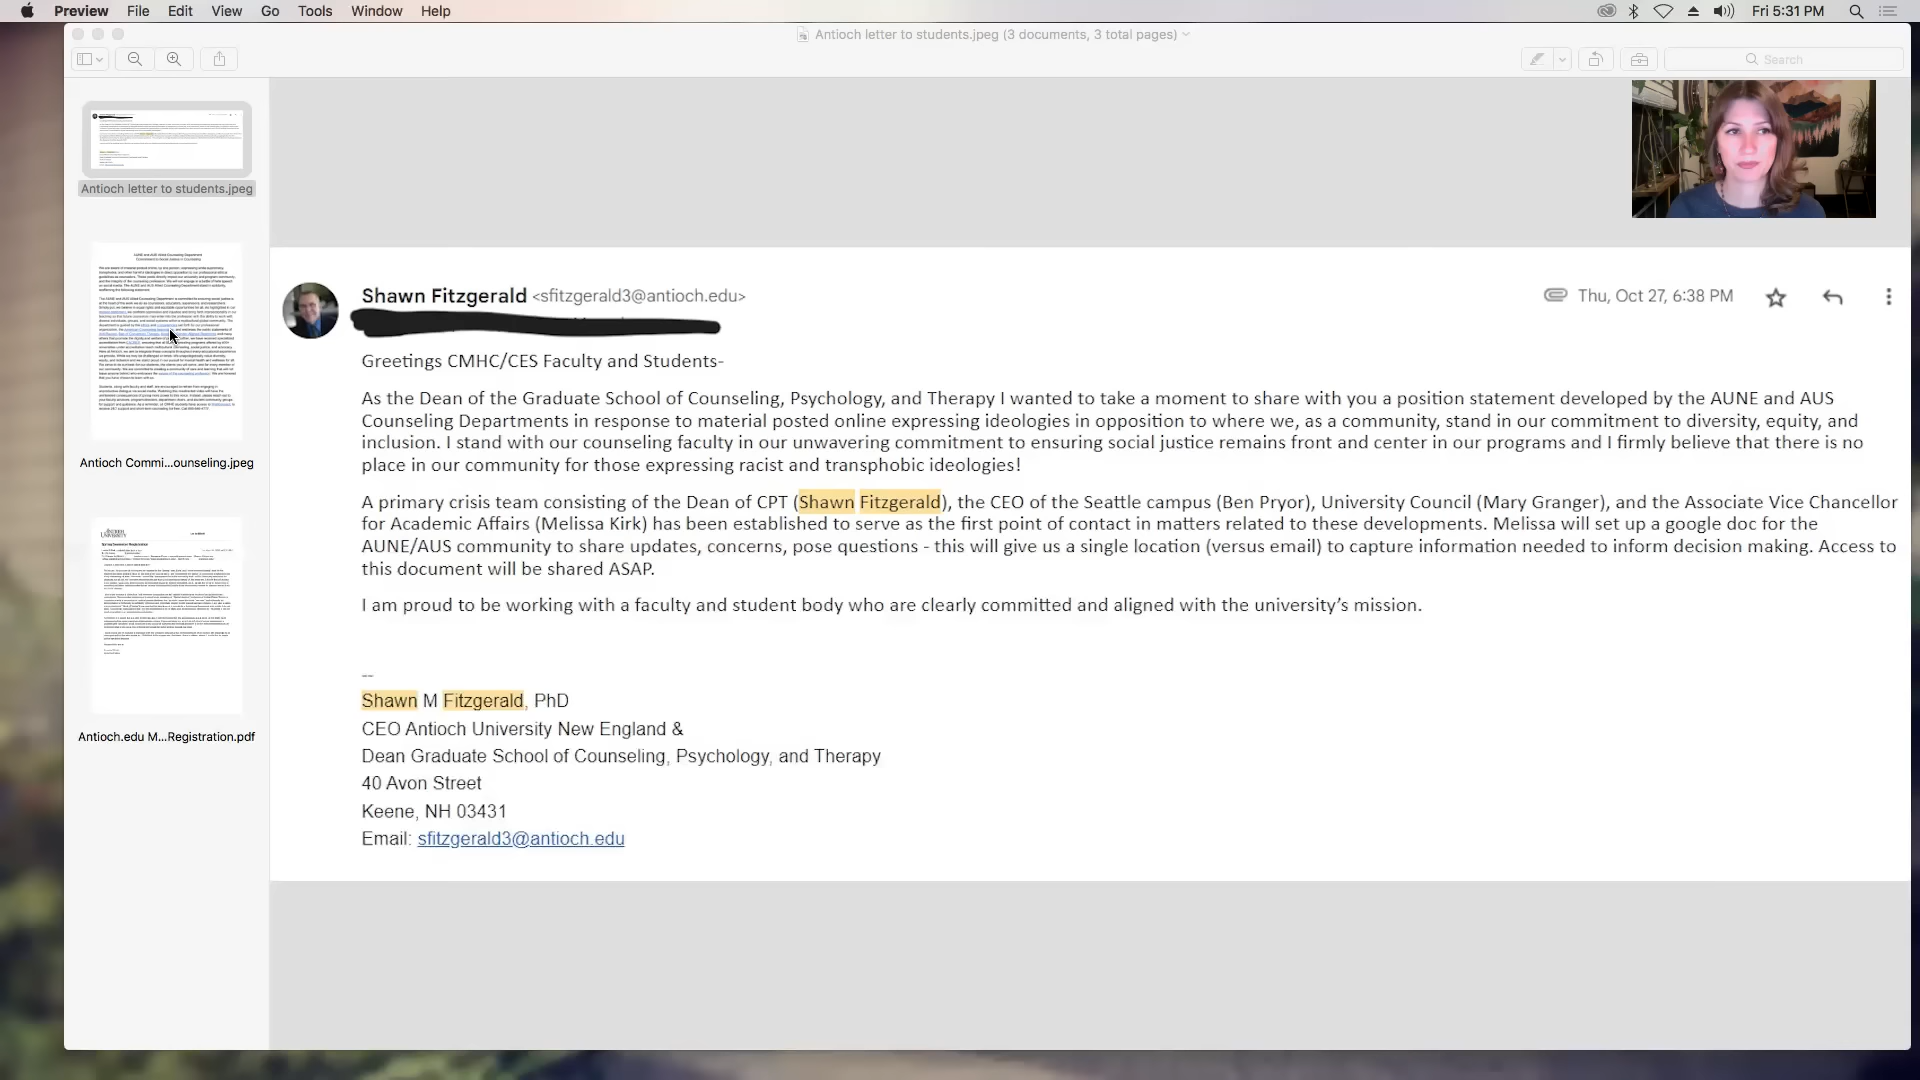 Preview File Edit View Go Tools Window Help
Fri 5:31 PM
Antioch letter to students.jpeg (3 documents, 3 total pages)
Search
Antioch letter to students.jpeg
Antioch Commi...ounseling.jpeg
Antioch.edu M...Registration.pdf
Shawn Fitzgerald <sfitzgerald3@antioch.edu>
Thu, Oct 27, 6:38 PM
Greetings CMHC/CES Faculty and Students-
As the Dean of the Graduate School of Counseling, Psychology, and Therapy I wanted to take a moment to share with you a position statement developed by the AUNE and AUS
Counseling Departments in response to material posted online expressing ideologies in opposition to where we, as a community, stand in our commitment to diversity, equity, and
inclusion. I stand with our counseling faculty in our unwavering commitment to ensuring social justice remains front and center in our programs and I firmly believe that there is no
place in our community for those expressing racist and transphobic ideologies!
A primary crisis team consisting of the Dean of CPT (Shawn Fitzgerald), the CEO of the Seattle campus (Ben Pryor), University Council (Mary Granger), and the Associate Vice Chancellor
for Academic Affairs (Melissa Kirk) has been established to serve as the first point of contact in matters related to these developments. Melissa will set up a google doc for the
AUNE/AUS community to share updates, concerns, pose questions - this will give us a single location (versus email) to capture information needed to inform decision making. Access to
this document will be shared ASAP.
I am proud to be working with a faculty and student body who are clearly committed and aligned with the university's mission.
--
Shawn M Fitzgerald, PhD
CEO Antioch University New England &
Dean Graduate School of Counseling, Psychology, and Therapy
40 Avon Street
Keene, NH 03431
Email: sfitzgerald3@antioch.edu